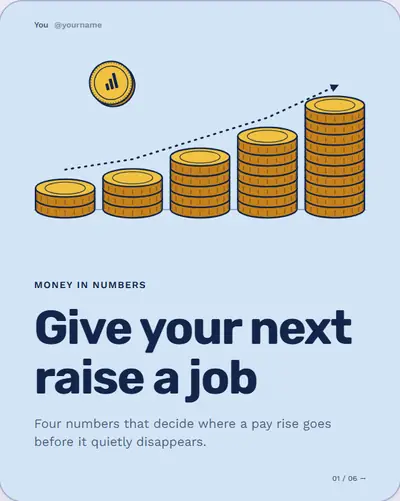 You @yourname
MONEY IN NUMBERS
Give your next
raise a job
Four numbers that decide where a pay rise goes
before it quietly disappears.
01 / 06 —